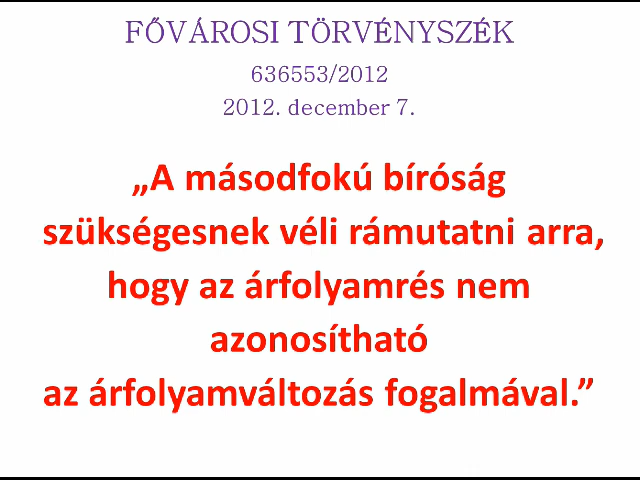 FŐVÁROSI TÖRVÉNYSZÉK
636553/2012
2012. december 7.
„A másodfokú bíróság
szükségesnek véli rámutatni arra,
hogy az árfolyamrés nem
azonosítható
az árfolyamváltozás fogalmával.”